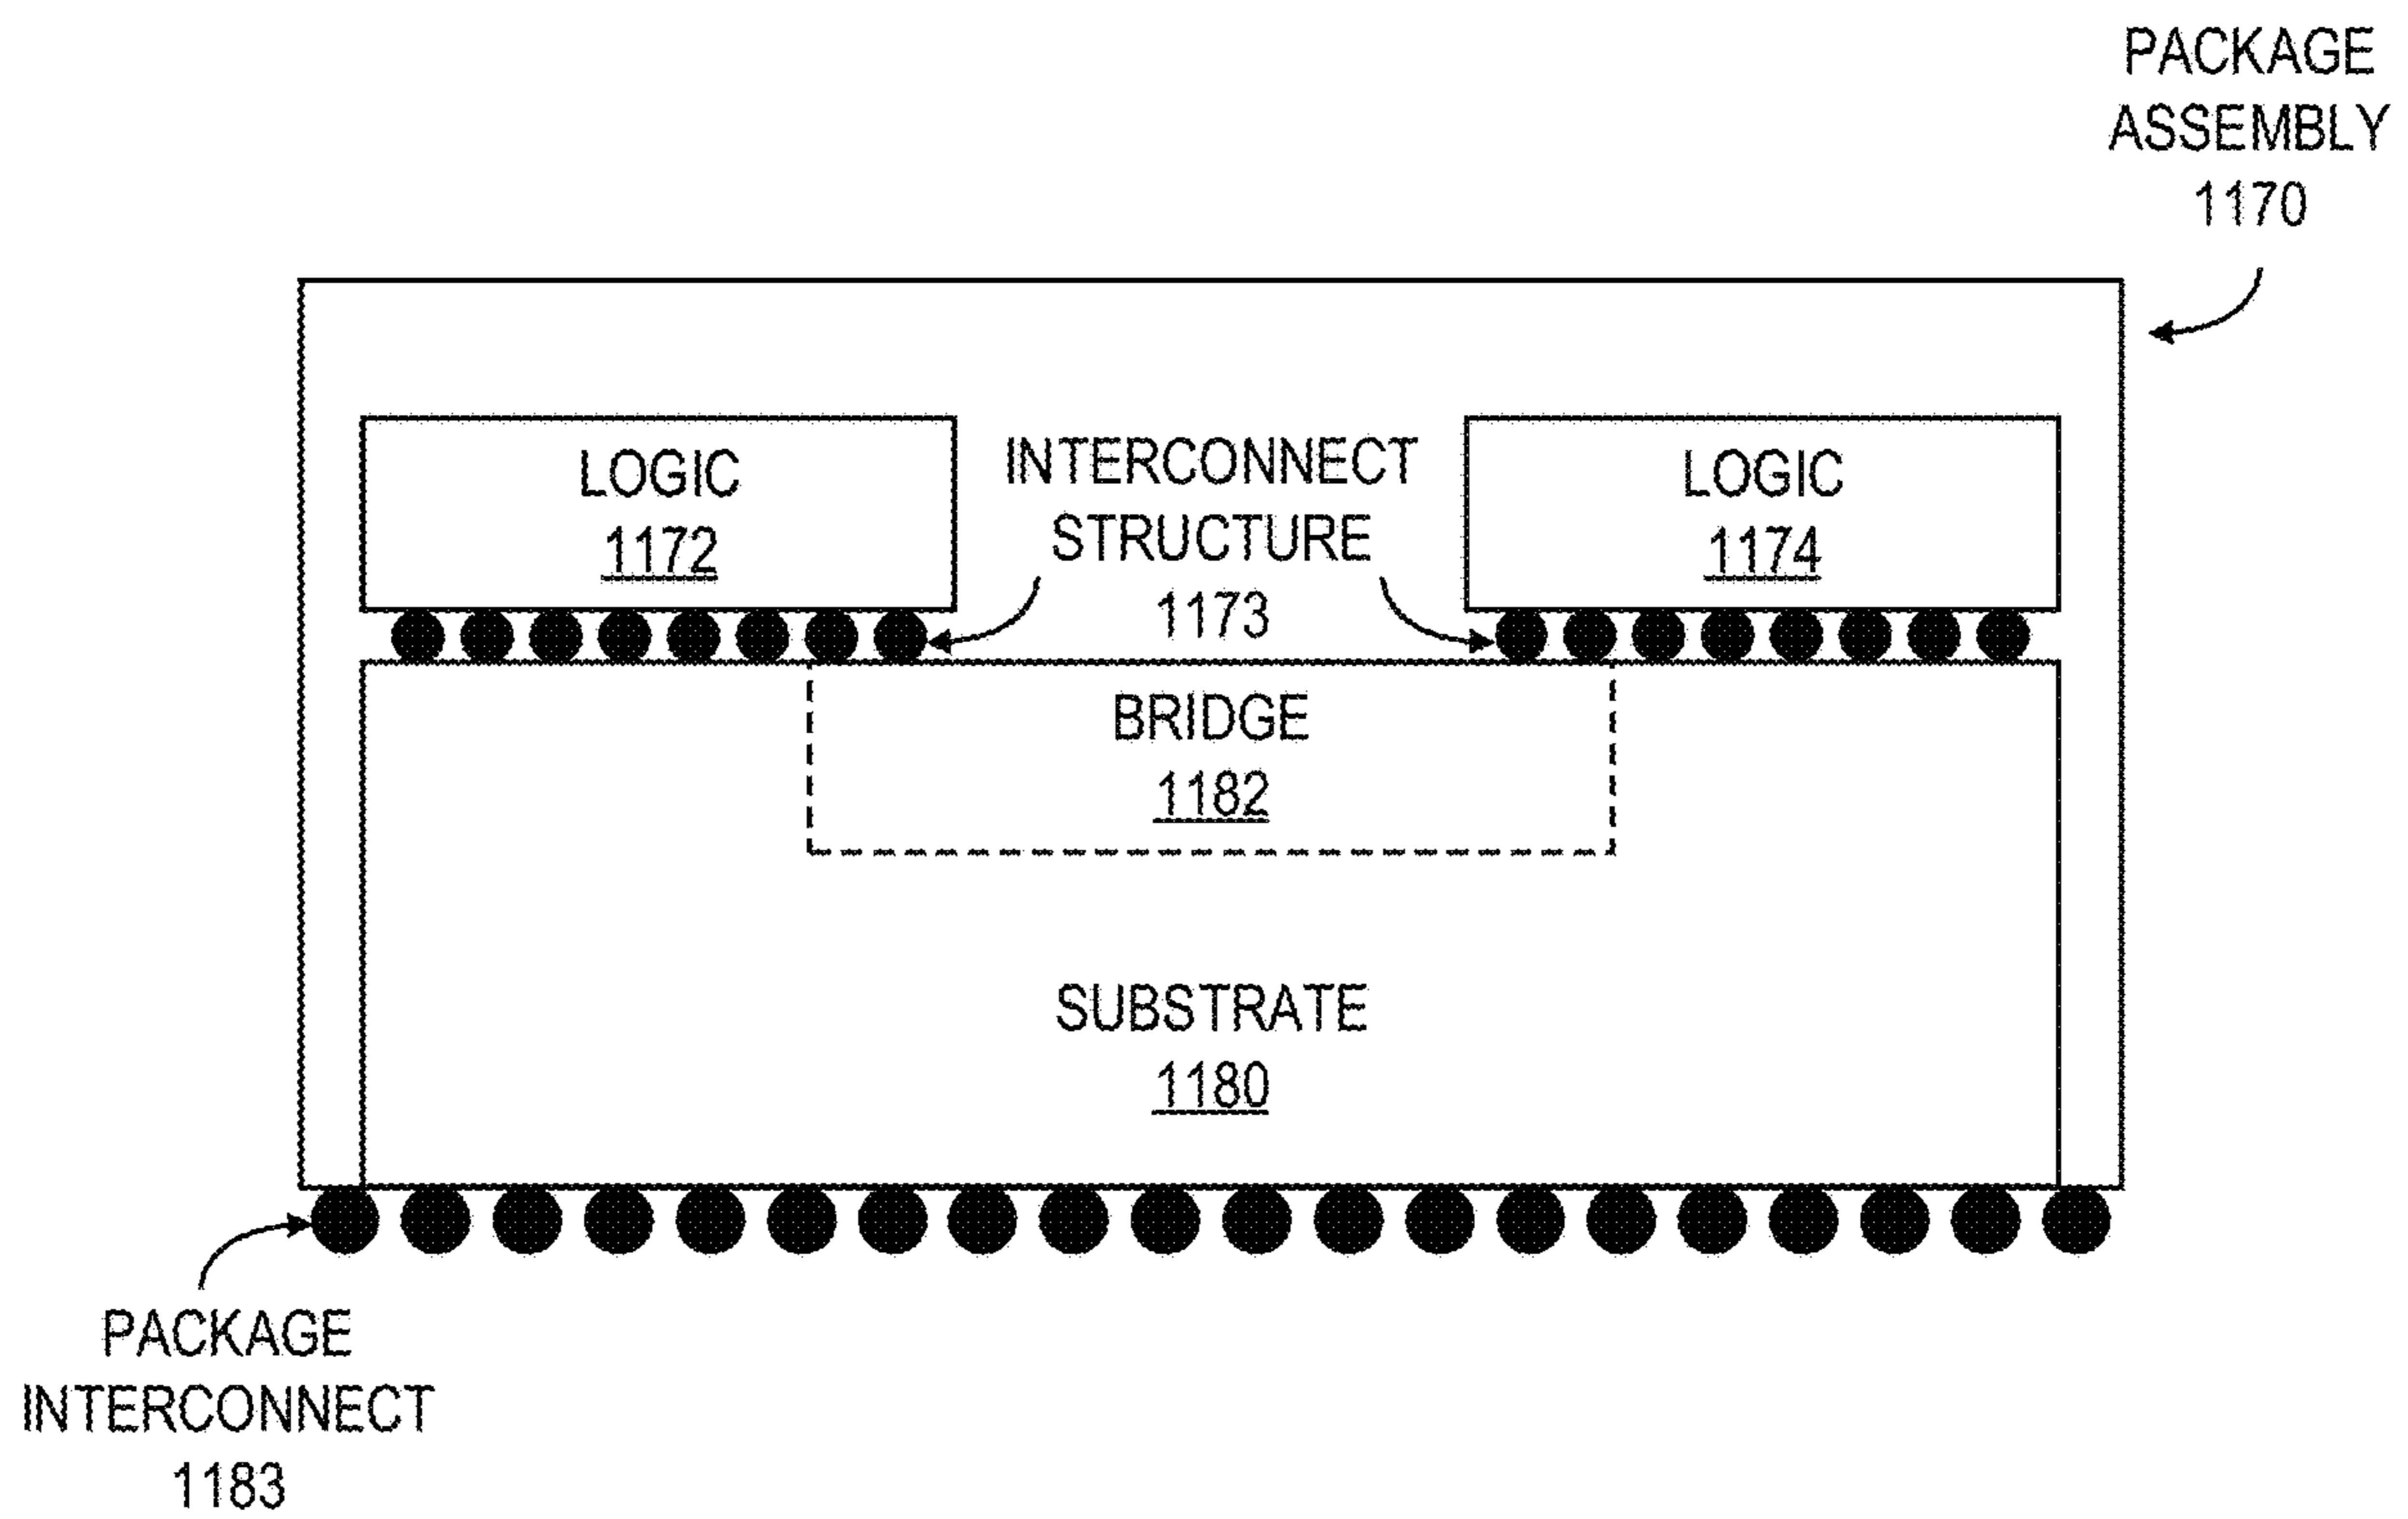 PACKAGE
ASSEMBLY
1170
LOGIC
1172
INTERCONNECT
STRUCTURE
1173
LOGIC
1174
BRIDGE
1182
SUBSTRATE
1180
PACKAGE
INTERCONNECT
1183